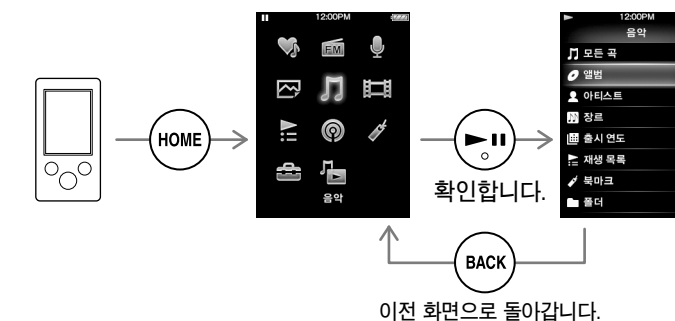 12:00PM
FM
음악
HOME
확인합니다.
12:00PM
음악
모든 곡
앨범
아티스트
장르
출시 연도
재생 목록
북마크
폴더
BACK
이전 화면으로 돌아갑니다.